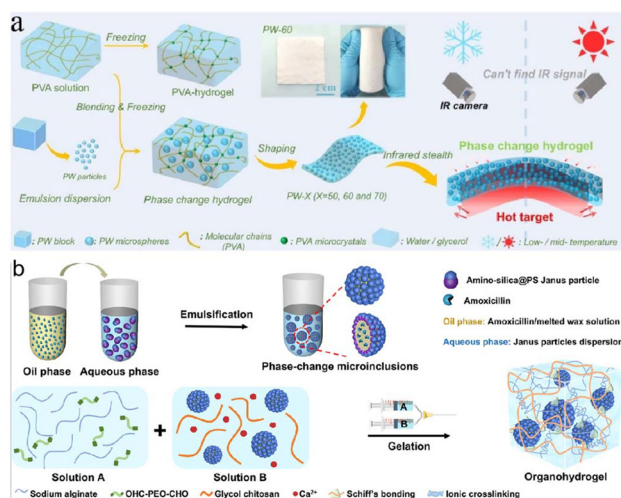 a
Freezing
PVA solution
PVA-hydrogel
Blending & Freezing
PW-60
2 cm
Can't find IR signal
IR camera
PW particles
Emulsion dispersion
Phase change hydrogel
Shaping
PW-X (X=50, 60 and 70)
Infrared stealth
Phase change hydrogel
Hot target
: PW block
: PW microspheres
: Molecular chains (PVA)
: PVA microcrystals
: Water / glycerol
: Low- / mid- temperature
b
Oil phase
Aqueous phase
Emulsification
Phase-change microinclusions
Amino-silica@PS Janus particle
Amoxicillin
Oil phase: Amoxicillin/melted wax solution
Aqueous phase: Janus particles dispersion
Solution A
+
Solution B
A
B
Gelation
Organohydrogel
Sodium alginate
OHC-PEO-CHO
Glycol chitosan
Ca²⁺
Schiff's bonding
Ionic crosslinking